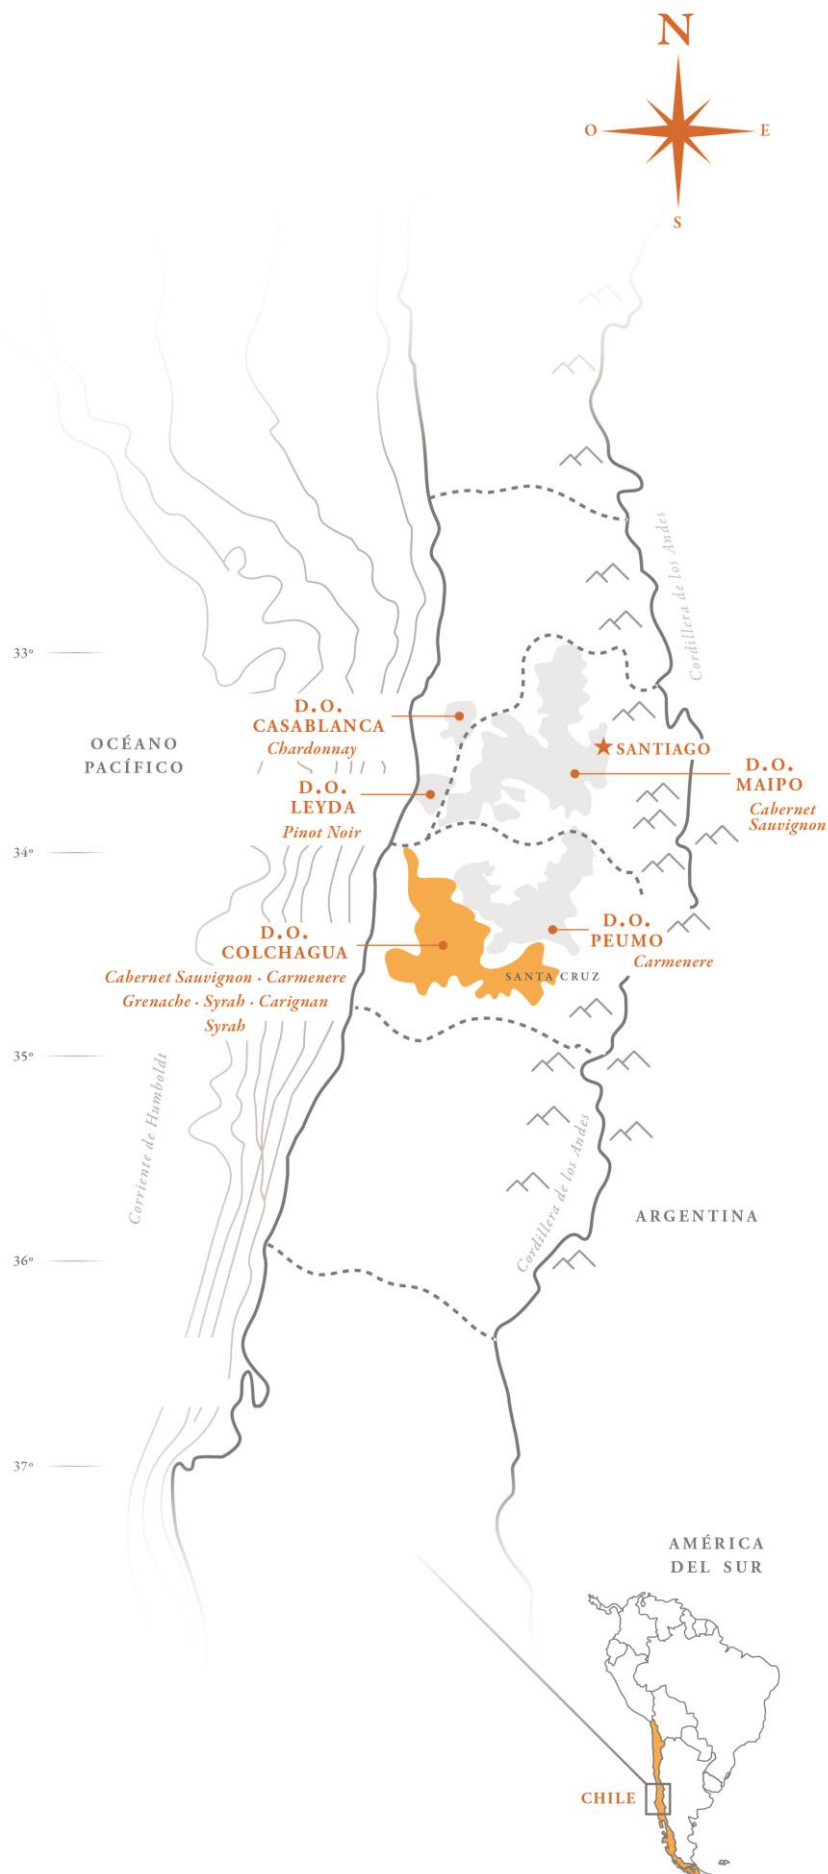 N
O
E
S
Cordillera de los Andes
33º
D.O.
CASABLANCA
Chardonnay
OCÉANO
PACÍFICO
SANTIAGO
D.O.
MAIPO
Cabernet
Sauvignon
D.O.
LEYDA
Pinot Noir
34º
D.O.
COLCHAGUA
Cabernet Sauvignon · Carmenere
Grenache · Syrah · Carignan
Syrah
D.O.
PEUMO
Carmenere
SANTA CRUZ
35º
Corriente de Humboldt
Cordillera de los Andes
ARGENTINA
36º
37º
AMÉRICA
DEL SUR
CHILE